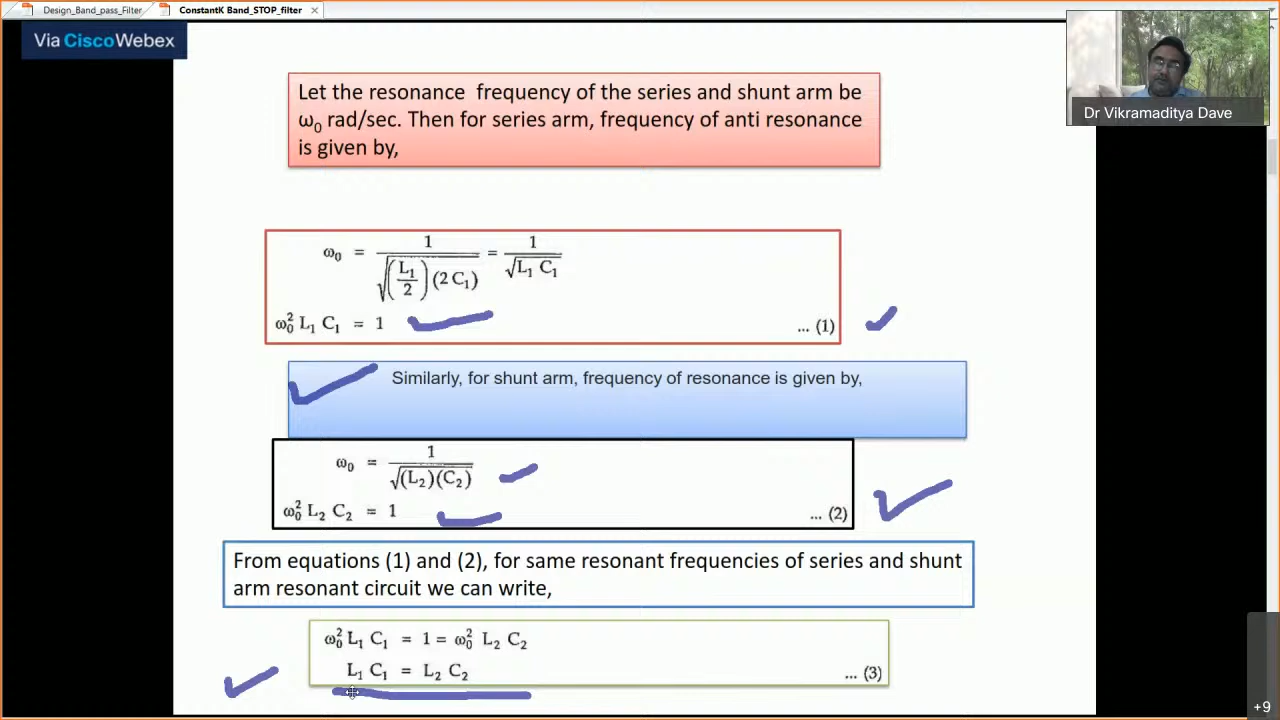 Design_Band_pass_Filter
ConstantK Band_STOP_filter ×
Via Cisco Webex
Dr Vikramaditya Dave
Let the resonance frequency of the series and shunt arm be
ω₀ rad/sec. Then for series arm, frequency of anti resonance
is given by,
ω₀ = 1/√((L₁/2)(2 C₁)) = 1/√(L₁ C₁)
ω₀² L₁ C₁ = 1 ... (1)
Similarly, for shunt arm, frequency of resonance is given by,
ω₀ = 1/√((L₂)(C₂))
ω₀² L₂ C₂ = 1 ... (2)
From equations (1) and (2), for same resonant frequencies of series and shunt
arm resonant circuit we can write,
ω₀² L₁ C₁ = 1 = ω₀² L₂ C₂
L₁ C₁ = L₂ C₂ ... (3)
+9